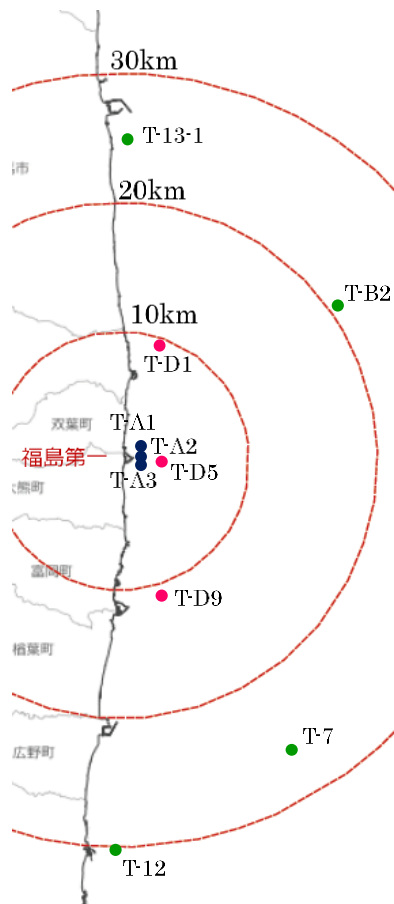 30km
T-13-1
市
20km
T-B2
10km
T-D1
双葉町
T-A1
T-A2
福島第一
T-D5
T-A3
大熊町
富岡町
T-D9
楢葉町
T-7
広野町
T-12